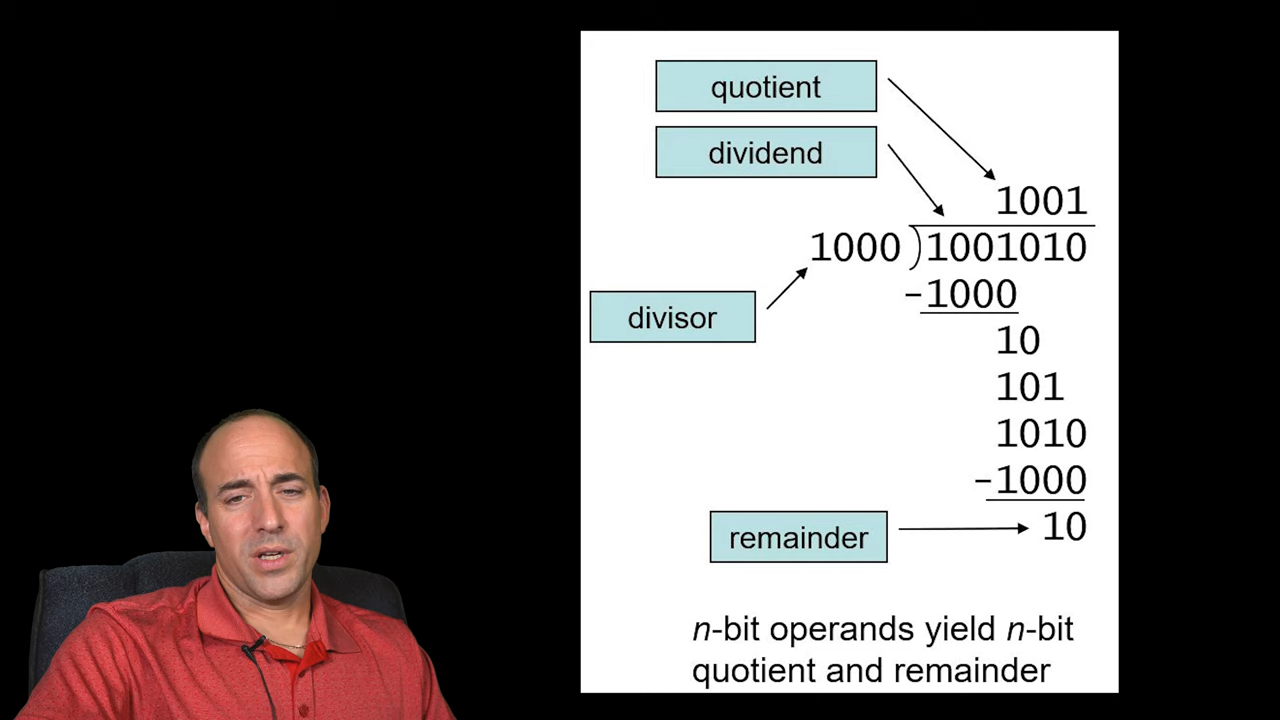 quotient
dividend
1001
1000 )1001010
divisor
-1000
10
101
1010
-1000
remainder
10
n-bit operands yield n-bit
quotient and remainder